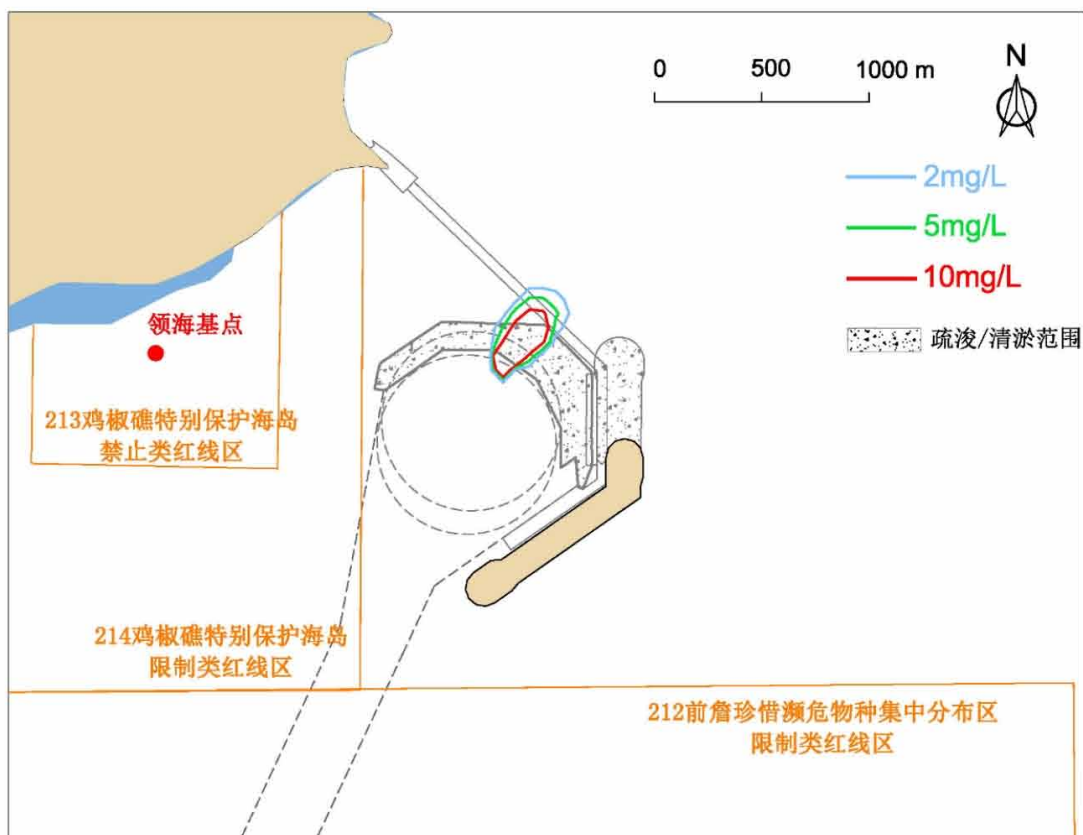 0 500 1000 m
N
2mg/L
5mg/L
10mg/L
疏浚/清淤范围
领海基点
213鸡椒礁特别保护海岛
禁止类红线区
214鸡椒礁特别保护海岛
限制类红线区
212前詹珍惜濒危物种集中分布区
限制类红线区